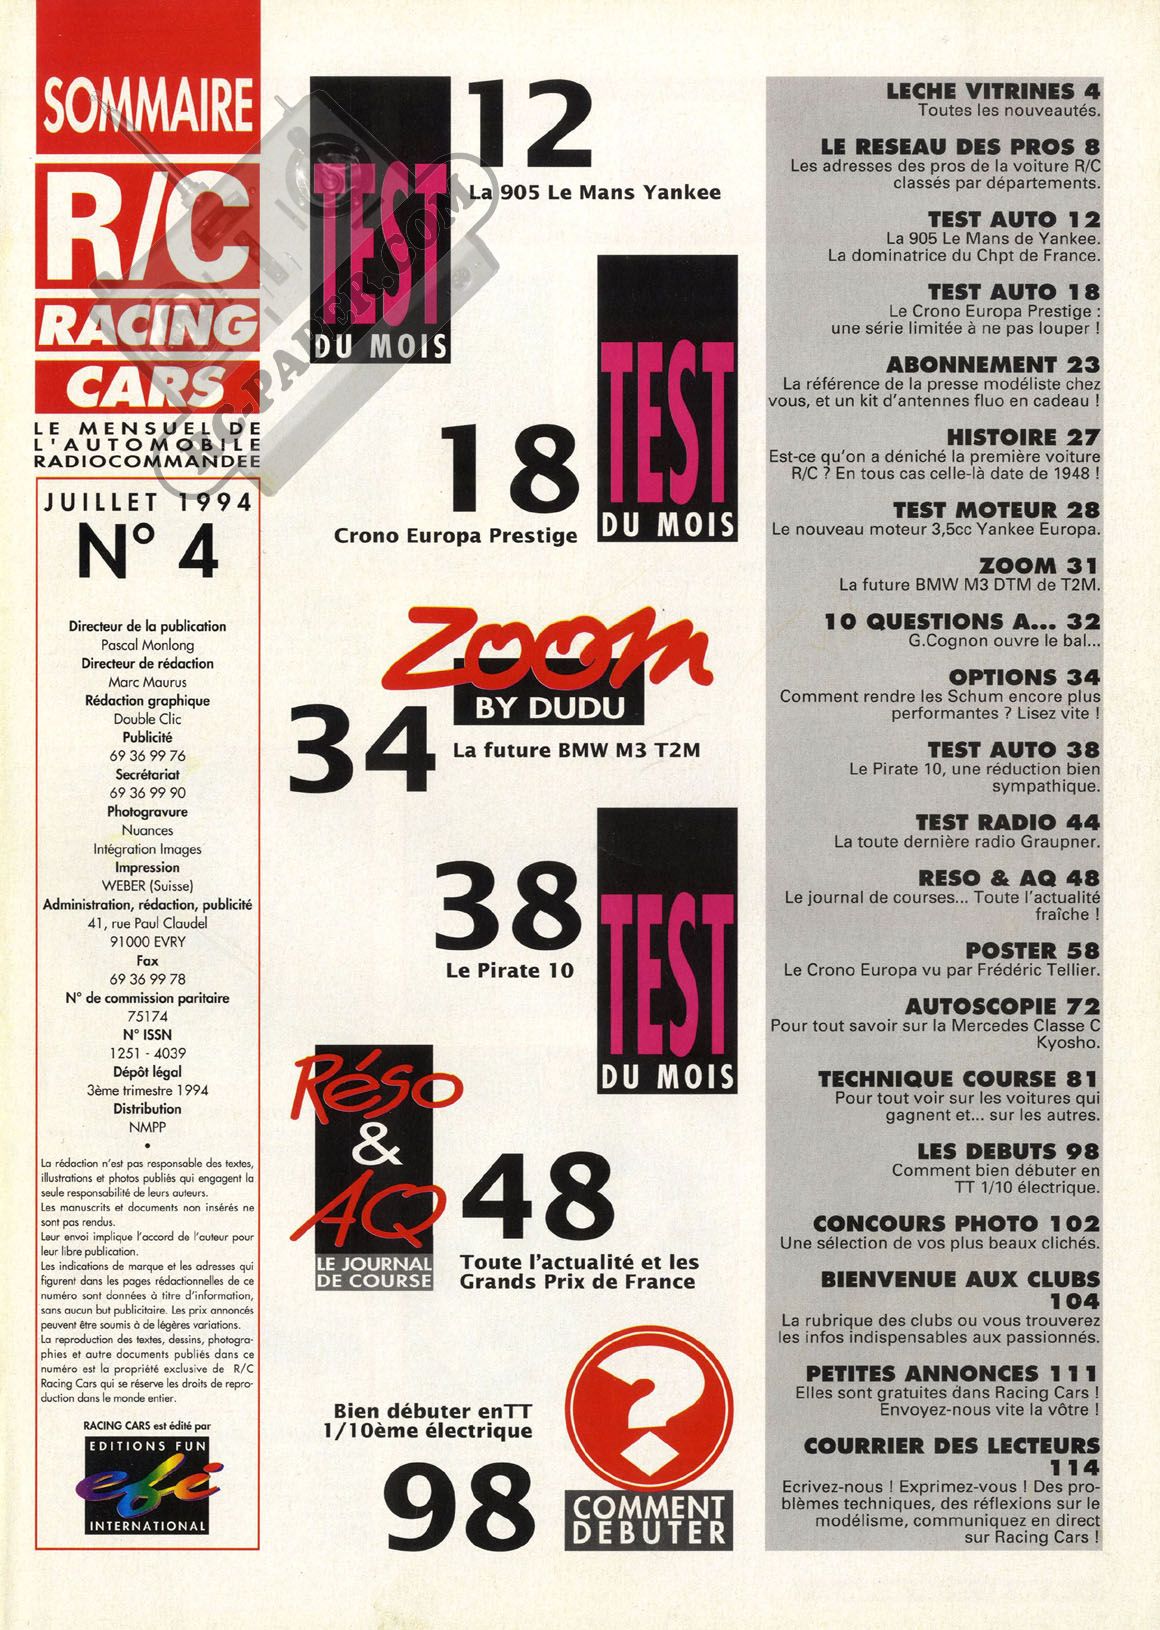 SOMMAIRE
R/C
RACING
CARS
LE MENSUEL DE
L'AUTOMOBILE
RADIOCOMMANDEE
JUILLET 1994
N° 4
Directeur de la publication
Pascal Monlong
Directeur de rédaction
Marc Maurus
Rédaction graphique
Double Clic
Publicité
69 36 99 76
Secrétariat
69 36 99 90
Photogravure
Nuances
Intégration Images
Impression
WEBER (Suisse)
Administration, rédaction, publicité
41, rue Paul Claudel
91000 EVRY
Fax
69 36 99 78
N° de commission paritaire
75174
N° ISSN
1251 - 4039
Dépôt légal
3ème trimestre 1994
Distribution
NMPP
•
La rédaction n'est pas responsable des textes,
illustrations et photos publiés qui engagent la
seule responsabilité de leurs auteurs.
Les manuscrits et documents non insérés ne
sont pas rendus.
Leur envoi implique l'accord de l'auteur pour
leur libre publication.
Les indications de marque et les adresses qui
figurent dans les pages rédactionnelles de ce
numéro sont données à titre d'information,
sans aucun but publicitaire. Les prix annoncés
peuvent être soumis à de légères variations.
La reproduction des textes, dessins, photogra-
phies et autre documents publiés dans ce
numéro est la propriété exclusive de R/C
Racing Cars qui se réserve les droits de repro-
duction dans le monde entier.
RACING CARS est édité par
EDITIONS FUN
efi
INTERNATIONAL
RC-PAPER.COM
TEST
DU MOIS
12
La 905 Le Mans Yankee
18
Crono Europa Prestige
TEST
DU MOIS
ZOOM
BY DUDU
34
La future BMW M3 T2M
38
Le Pirate 10
TEST
DU MOIS
Réso
&
AQ
LE JOURNAL
DE COURSE
48
Toute l'actualité et les
Grands Prix de France
Bien débuter enTT
1/10ème électrique
98
?
COMMENT
DEBUTER
LECHE VITRINES 4
Toutes les nouveautés.
LE RESEAU DES PROS 8
Les adresses des pros de la voiture R/C
classés par départements.
TEST AUTO 12
La 905 Le Mans de Yankee.
La dominatrice du Chpt de France.
TEST AUTO 18
Le Crono Europa Prestige :
une série limitée à ne pas louper !
ABONNEMENT 23
La référence de la presse modéliste chez
vous, et un kit d'antennes fluo en cadeau !
HISTOIRE 27
Est-ce qu'on a déniché la première voiture
R/C ? En tous cas celle-là date de 1948 !
TEST MOTEUR 28
Le nouveau moteur 3,5cc Yankee Europa.
ZOOM 31
La future BMW M3 DTM de T2M.
10 QUESTIONS A... 32
G.Cognon ouvre le bal...
OPTIONS 34
Comment rendre les Schum encore plus
performantes ? Lisez vite !
TEST AUTO 38
Le Pirate 10, une réduction bien
sympathique.
TEST RADIO 44
La toute dernière radio Graupner.
RESO & AQ 48
Le journal de courses... Toute l'actualité
fraîche !
POSTER 58
Le Crono Europa vu par Frédéric Tellier.
AUTOSCOPIE 72
Pour tout savoir sur la Mercedes Classe C
Kyosho.
TECHNIQUE COURSE 81
Pour tout voir sur les voitures qui
gagnent et... sur les autres.
LES DEBUTS 98
Comment bien débuter en
TT 1/10 électrique.
CONCOURS PHOTO 102
Une sélection de vos plus beaux clichés.
BIENVENUE AUX CLUBS
104
La rubrique des clubs ou vous trouverez
les infos indispensables aux passionnés.
PETITES ANNONCES 111
Elles sont gratuites dans Racing Cars !
Envoyez-nous vite la vôtre !
COURRIER DES LECTEURS
114
Ecrivez-nous ! Exprimez-vous ! Des pro-
blèmes techniques, des réflexions sur le
modélisme, communiquez en direct
sur Racing Cars !